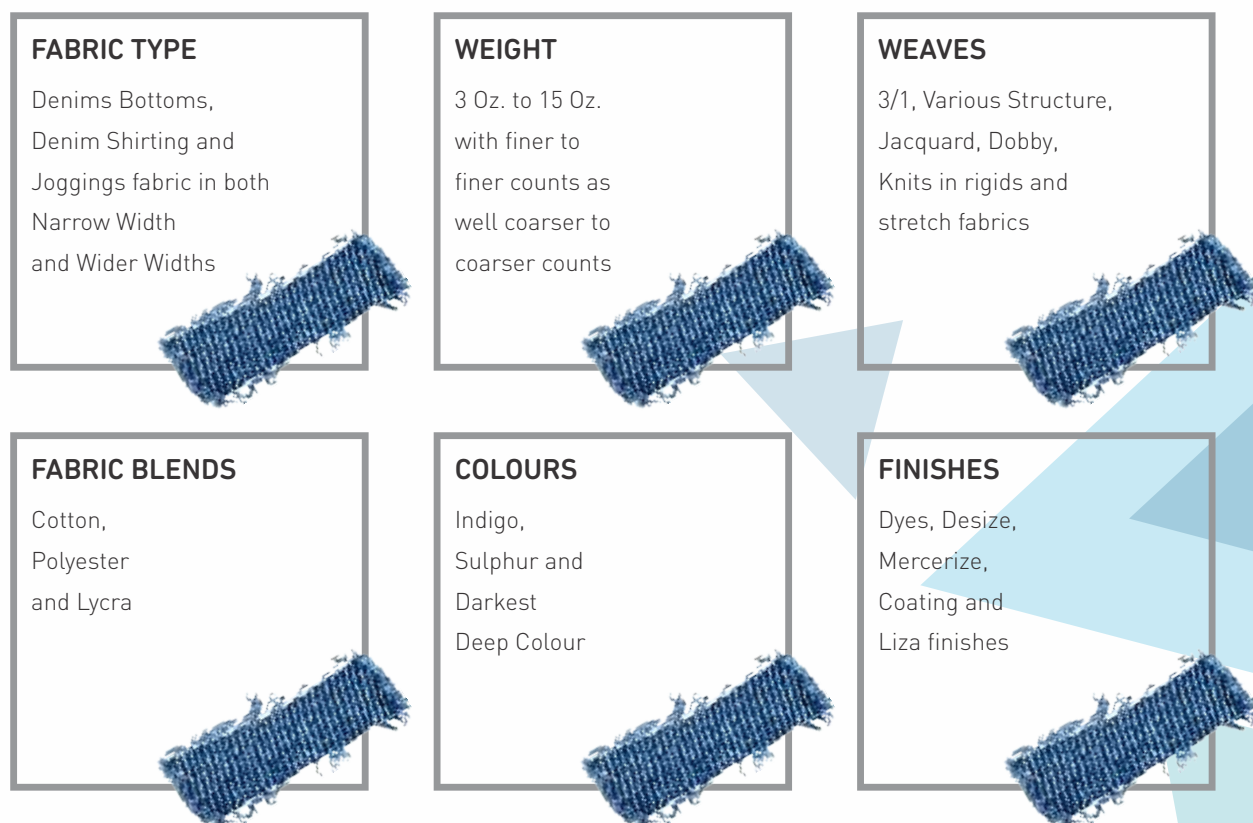 FABRIC TYPE
Denims Bottoms,
Denim Shirting and
Joggings fabric in both
Narrow Width
and Wider Widths
WEIGHT
3 Oz. to 15 Oz.
with finer to
finer counts as
well coarser to
coarser counts
WEAVES
3/1, Various Structure,
Jacquard, Dobby,
Knits in rigids and
stretch fabrics
FABRIC BLENDS
Cotton,
Polyester
and Lycra
COLOURS
Indigo,
Sulphur and
Darkest
Deep Colour
FINISHES
Dyes, Desize,
Mercerize,
Coating and
Liza finishes